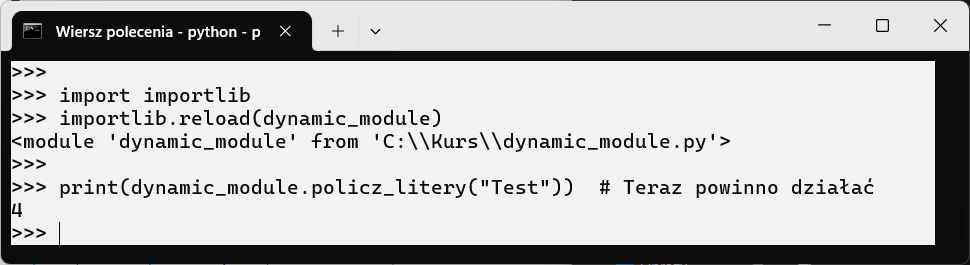 Wiersz polecenia - python - p
>>>
>>> import importlib
>>> importlib.reload(dynamic_module)
<module 'dynamic_module' from 'C:\\Kurs\\dynamic_module.py'>
>>>
>>> print(dynamic_module.policz_litery("Test"))  # Teraz powinno działać
4
>>>